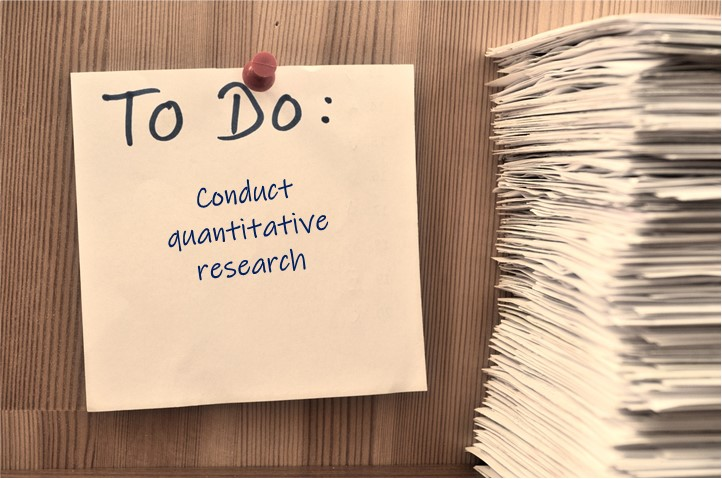 To Do:
Conduct
quantitative
research